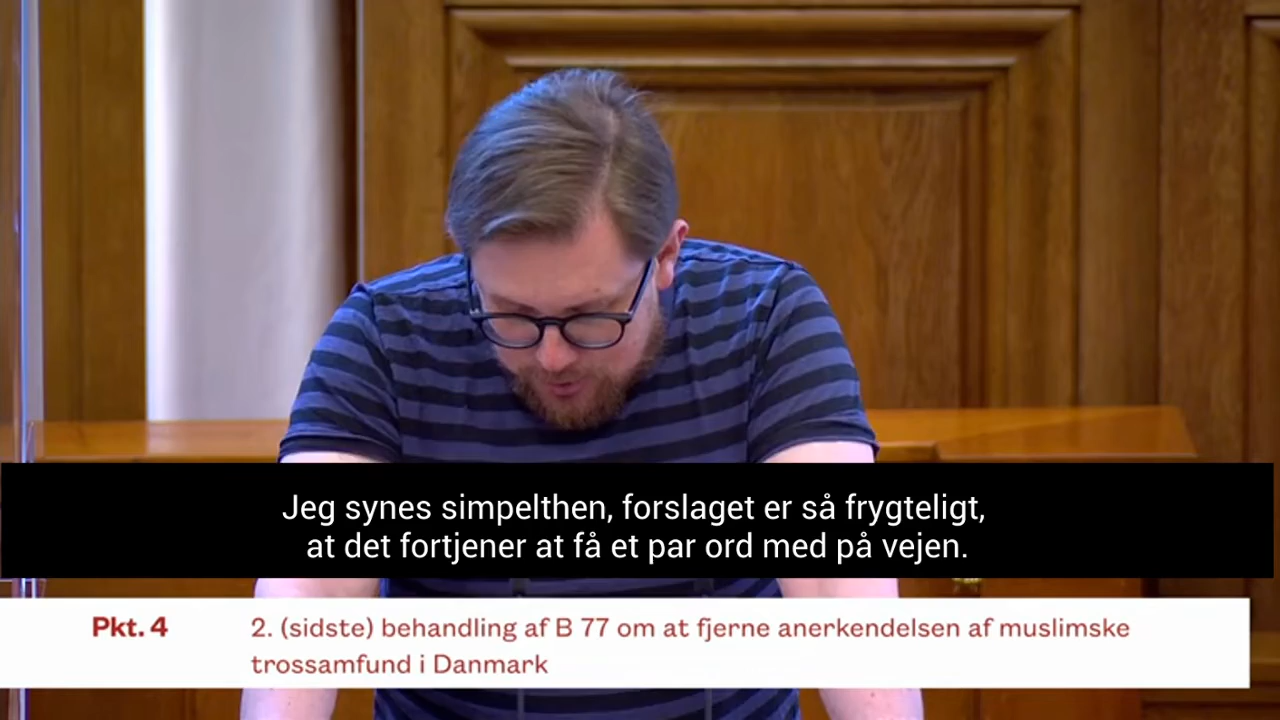 Jeg synes simpelthen, forslaget er så frygteligt,
at det fortjener at få et par ord med på vejen.
Pkt. 4
2. (sidste) behandling af B 77 om at fjerne anerkendelsen af muslimske
trossamfund i Danmark